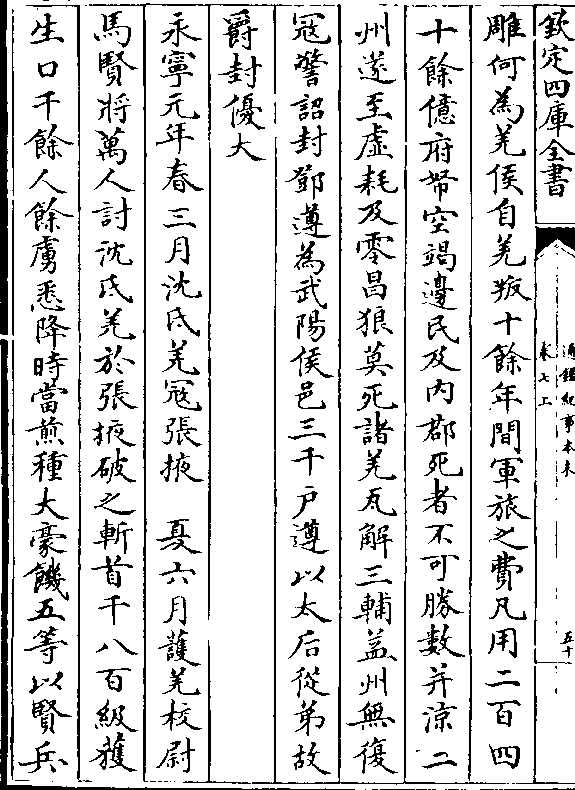 欽定四庫全書
通鑑紀事本末
卷七上
五十
雕何為羌侯自羌叛十餘年間軍旅之費凡用二百四
十餘億府帑空竭邊民及內郡死者不可勝數并涼二
州遂至虛耗及零昌狼莫死諸羌瓦解三輔益州無復
冦警詔封鄧遵為武陽侯邑三千户遵以太后從弟故
爵封優大
永寧元年春三月沈氐羌冦張掖　夏六月護羌校尉
馬賢將萬人討沈氐羌於張掖破之斬首千八百級獲
生口千餘人餘虜悉降時當煎種大豪饑五等以賢兵